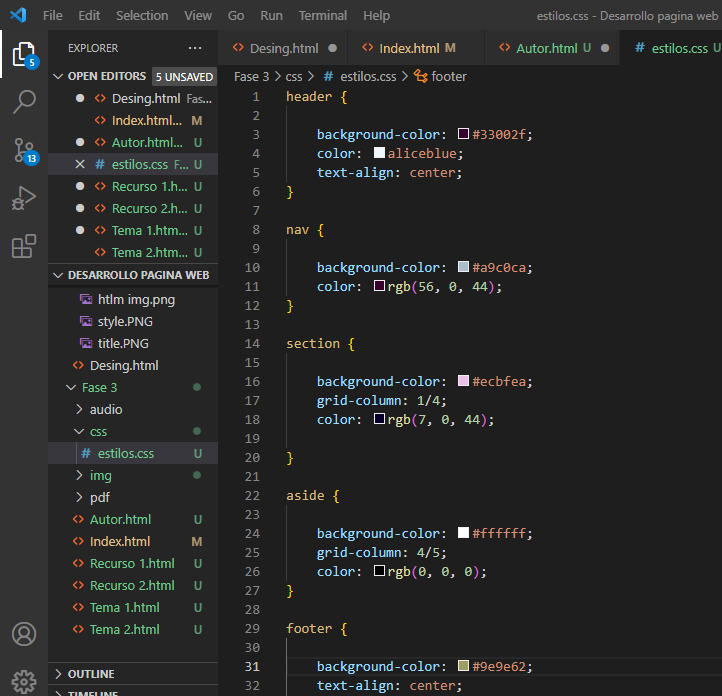 File Edit Selection View Go Run Terminal Help estilos.css - Desarrollo pagina web
EXPLORER ...
Desing.html Index.html M Autor.html U # estilos.css U
OPEN EDITORS 5 UNSAVED
Desing.html Fas...
Index.html... M
Autor.html... U
# estilos.css F... U
Recurso 1.h... U
Recurso 2.h... U
Tema 1.htm... U
Tema 2.htm... U
DESARROLLO PAGINA WEB
htlm img.png
style.PNG
title.PNG
Desing.html
Fase 3
audio
css
# estilos.css U
img
pdf
Autor.html U
Index.html M
Recurso 1.html U
Recurso 2.html U
Tema 1.html U
Tema 2.html U
OUTLINE
TIMELINE
5
13
Fase 3 > css > # estilos.css > footer
1 header {
2
3 background-color: #33002f;
4 color: aliceblue;
5 text-align: center;
6 }
7
8 nav {
9
10 background-color: #a9c0ca;
11 color: rgb(56, 0, 44);
12 }
13
14 section {
15
16 background-color: #ecbfea;
17 grid-column: 1/4;
18 color: rgb(7, 0, 44);
19
20 }
21
22 aside {
23
24 background-color: #ffffff;
25 grid-column: 4/5;
26 color: rgb(0, 0, 0);
27 }
28
29 footer {
30
31 background-color: #9e9e62;
32 text-align: center;